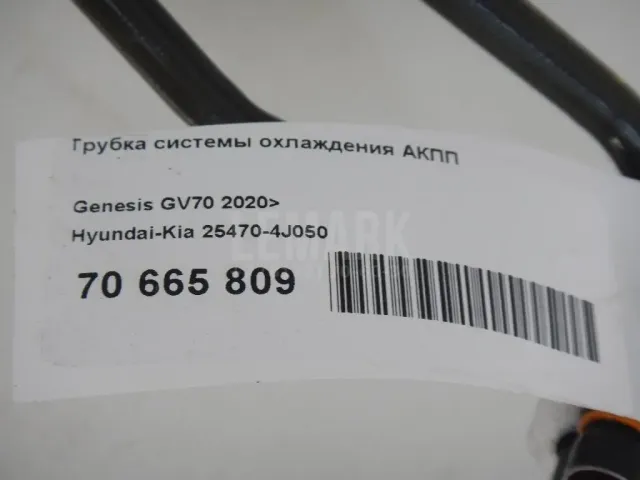 Трубка системы охлаждения АКПП
Genesis GV70 2020>
Hyundai-Kia 25470-4J050
70 665 809
LEMARK